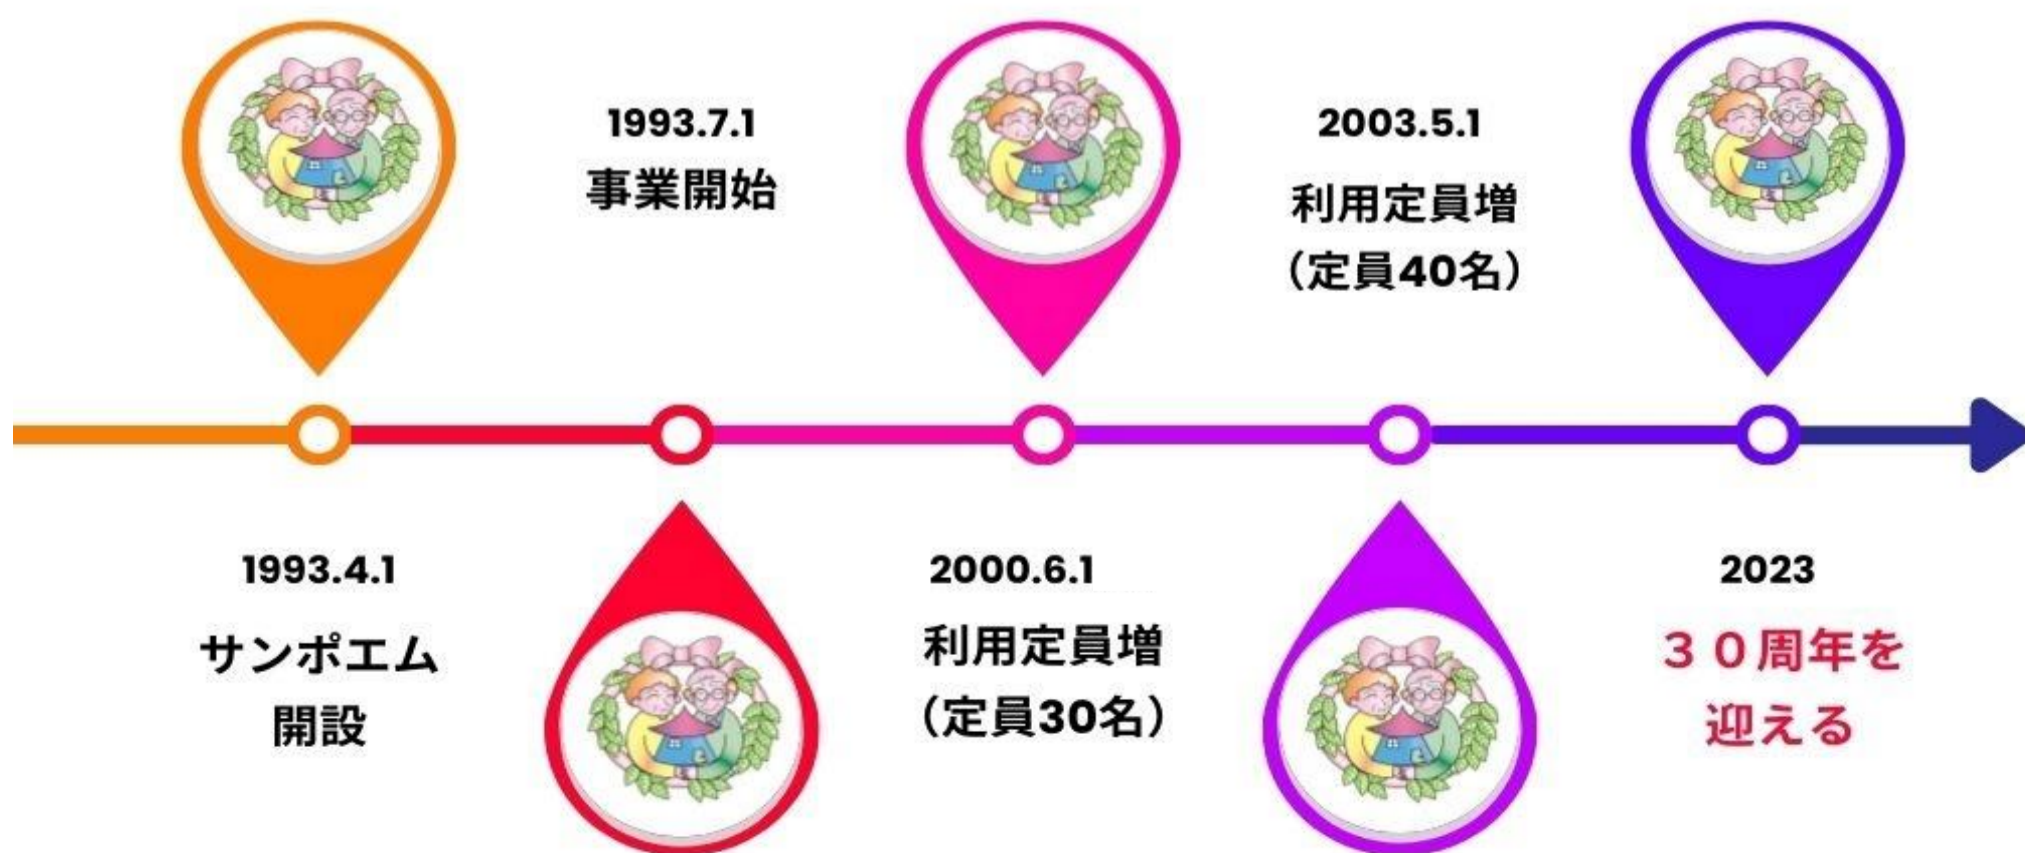 1993.4.1
サンポエム
開設
1993.7.1
事業開始
2000.6.1
利用定員増
（定員30名）
2003.5.1
利用定員増
（定員40名）
2023
３０周年を
迎える